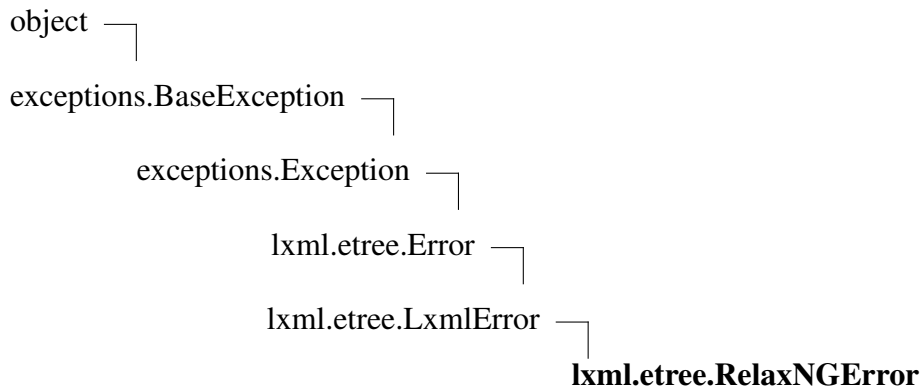 object
exceptions.BaseException
exceptions.Exception
lxml.etree.Error
lxml.etree.LxmlError
lxml.etree.RelaxNGError